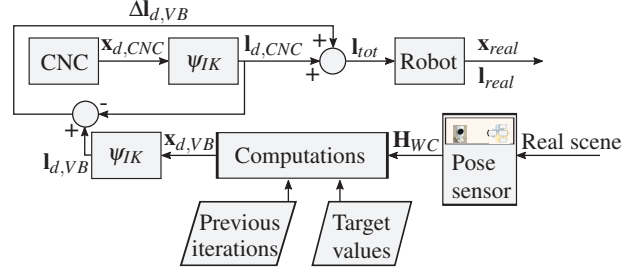 Δl_{d,VB}
CNC
x_{d,CNC}
ψ_{IK}
l_{d,CNC}
+
+
l_{tot}
Robot
x_{real}
l_{real}
-
+
l_{d,VB}
ψ_{IK}
x_{d,VB}
Computations
H_{WC}
Pose
sensor
Real scene
Previous
iterations
Target
values